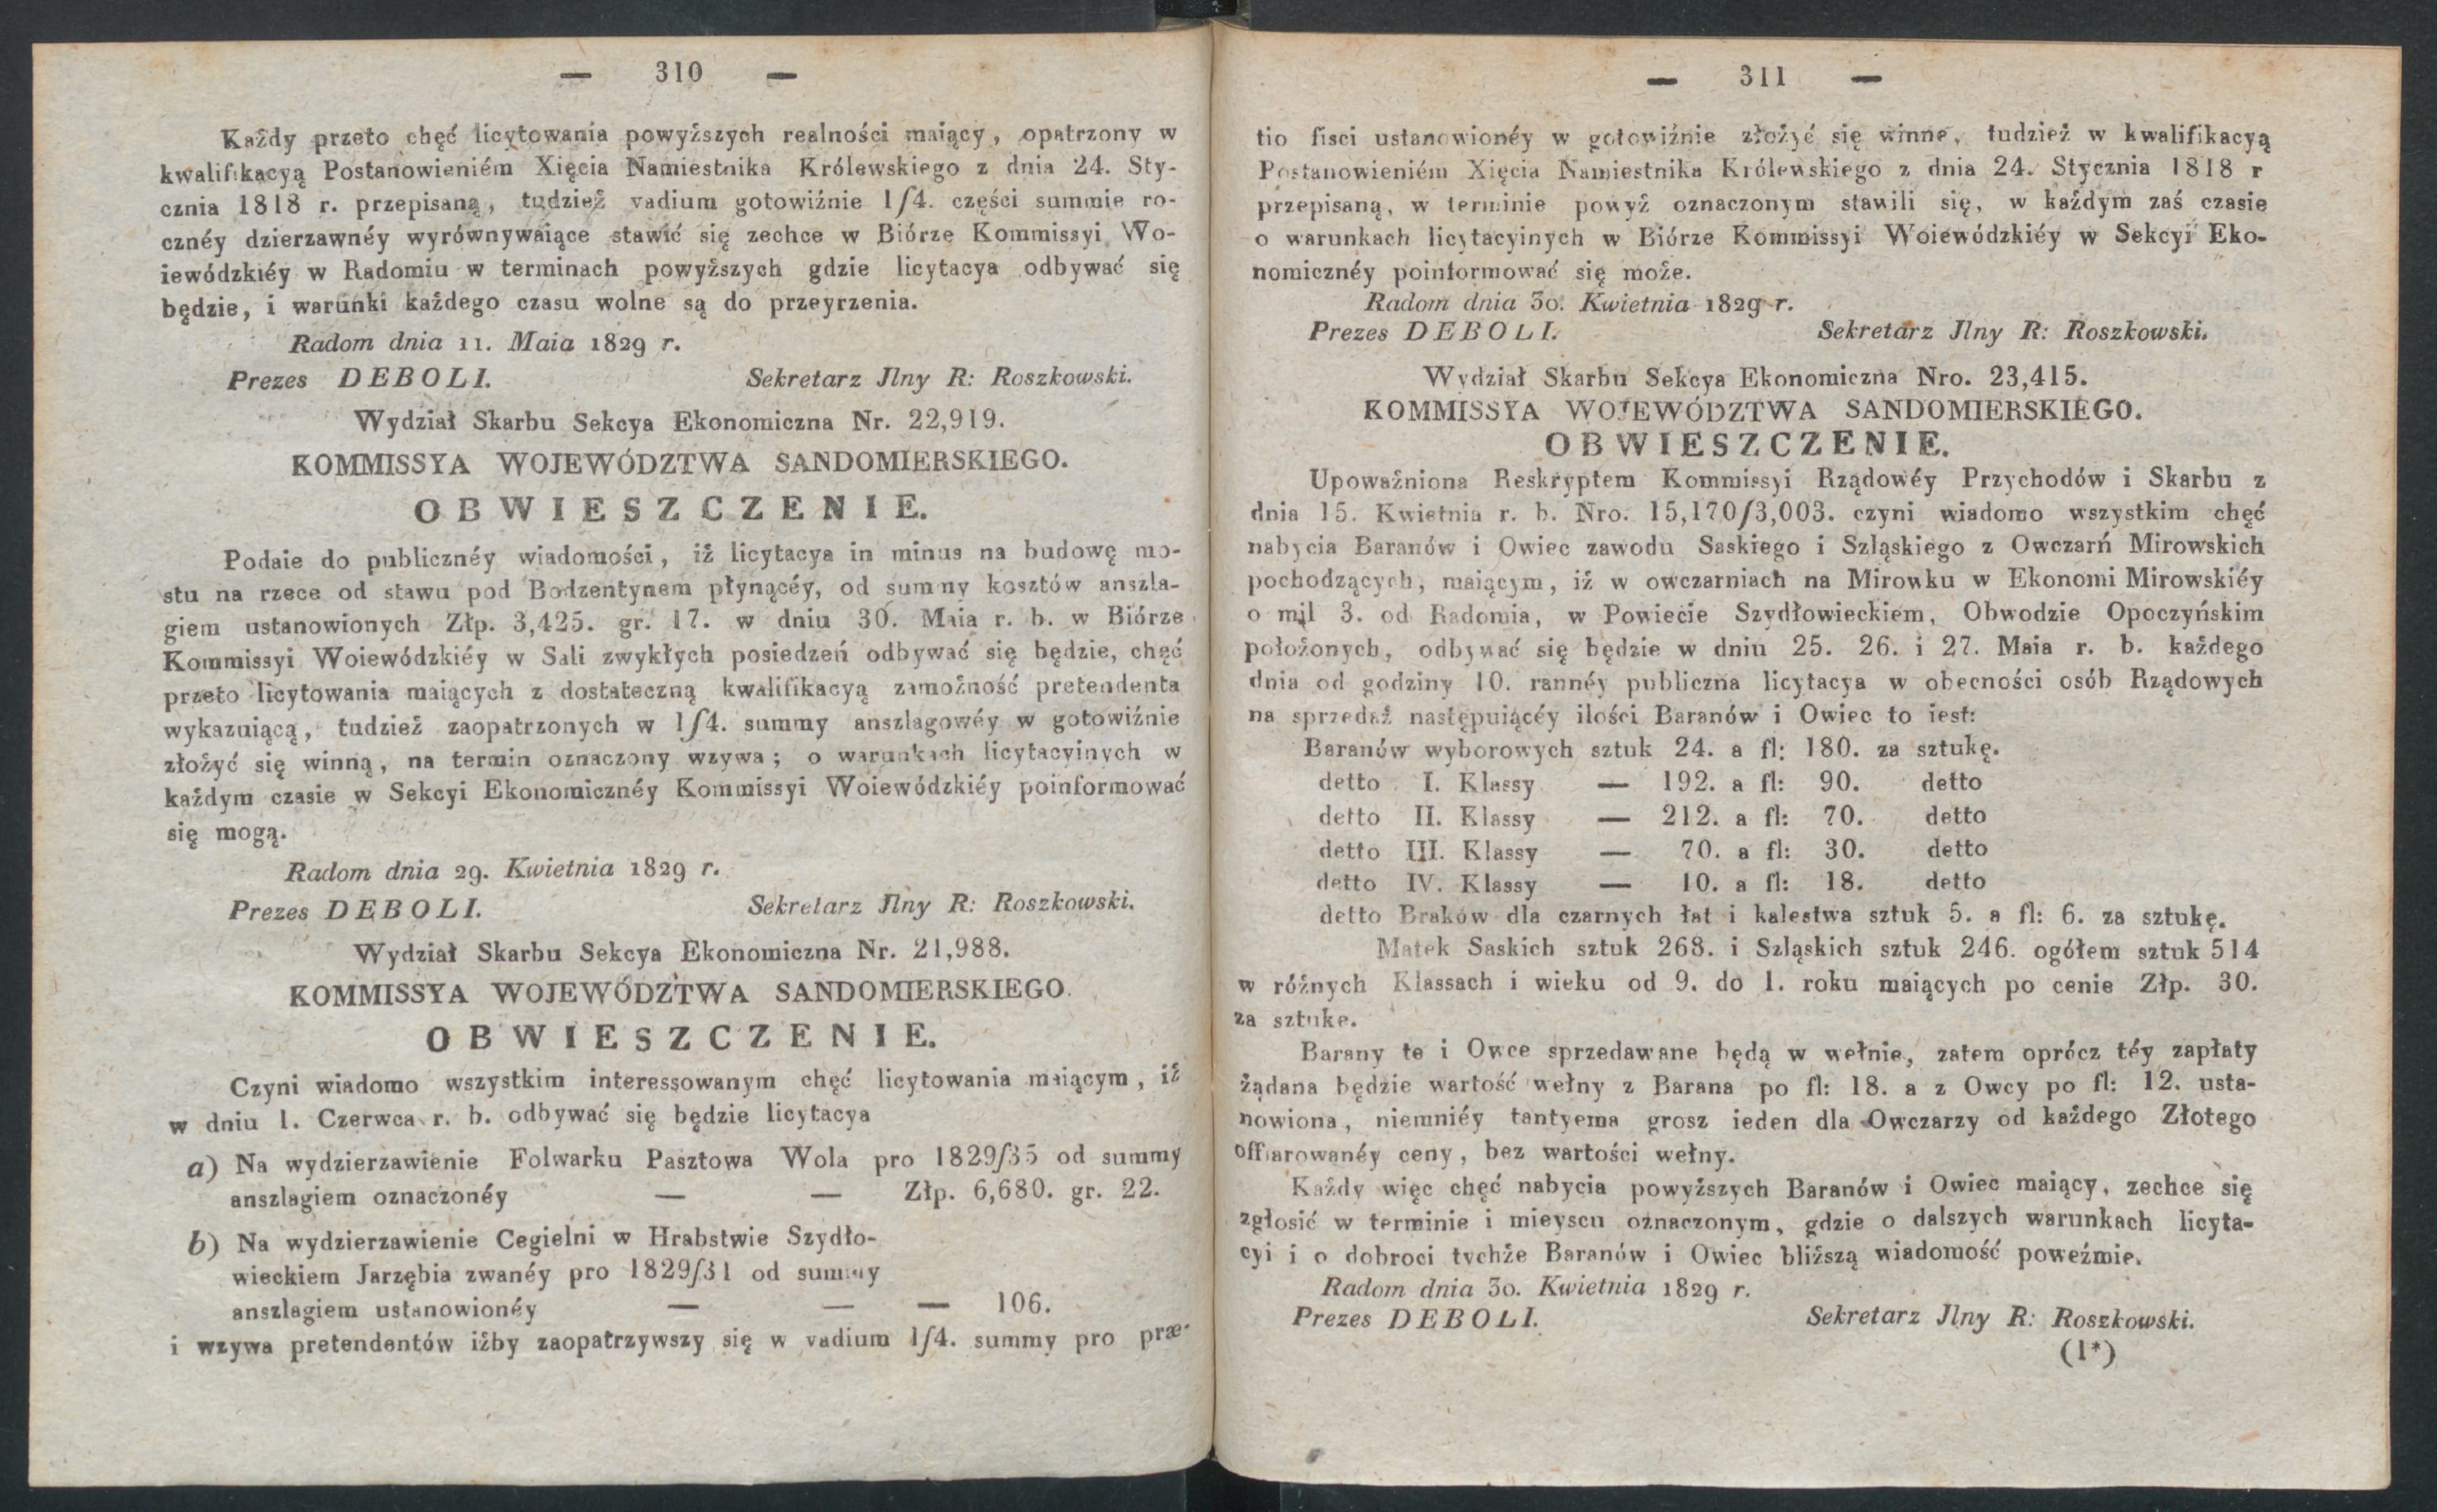 — 310 —
Każdy przeto chęć licytowania powyższych realności maiący, opatrzony w
kwalifikacyą Postanowieniém Xięcia Namiestnika Królewskiego z dnia 24. Sty-
cznia 1818 r. przepisaną, tudzież vadium gotowiźnie 1/4. części summie ro-
cznéy dzierzawnéy wyrównywaiące stawić się zechce w Biórze Kommissyi Wo-
iewódzkiéy w Radomiu w terminach powyższych gdzie licytacya odbywać się
będzie, i warunki każdego czasu wolne są do przeyrzenia.
Radom dnia 11. Maia 1829 r.
Prezes DEBOLI. Sekretarz Jlny R: Roszkowski.
Wydział Skarbu Sekcya Ekonomiczna Nr. 22,919.
KOMMISSYA WOJEWÓDZTWA SANDOMIERSKIEGO.
OBWIESZCZENIE.
Podaie do publicznéy wiadomości, iż licytacya in minus na budowę mo-
stu na rzece od stawu pod Bodzentynem płynącéy, od summy kosztów anszla-
giem ustanowionych Złp. 3,425. gr. 17. w dniu 30. Maia r. b. w Biórze
Kommissyi Woiewódzkiéy w Sali zwykłych posiedzeń odbywać się będzie, chęć
przeto licytowania maiących z dostateczną kwalifikacyą zamożność pretendenta
wykazuiącą, tudzież zaopatrzonych w 1/4. summy anszlagowéy w gotowiźnie
złożyć się winną, na termin oznaczony wzywa; o warunkach licytacyinych w
każdym czasie w Sekcyi Ekonomicznéy Kommissyi Woiewódzkiéy poinformować
się mogą.
Radom dnia 29. Kwietnia 1829 r.
Prezes DEBOLI. Sekretarz Jlny R: Roszkowski.
Wydział Skarbu Sekcya Ekonomiczna Nr. 21,988.
KOMMISSYA WOJEWÓDZTWA SANDOMIERSKIEGO.
OBWIESZCZENIE.
Czyni wiadomo wszystkim interessowanym chęć licytowania maiącym, iż
w dniu 1. Czerwca r. b. odbywać się będzie licytacya
a) Na wydzierzawienie Folwarku Pasztowa Wola pro 1829/35 od summy
anszlagiem oznaczonéy — — Złp. 6,680. gr. 22.
b) Na wydzierzawienie Cegielni w Hrabstwie Szydło-
wieckiem Jarzębia zwanéy pro 1829/31 od summy
anszlagiem ustanowionéy — — — 106.
i wzywa pretendentów iżby zaopatrzywszy się w vadium 1/4. summy pro præ-
— 311 —
tio fisci ustanowionéy w gotowiźnie złożyć się winne, tudzież w kwalifikacyą
Postanowieniém Xięcia Namiestnika Królewskiego z dnia 24. Stycznia 1818 r
przepisaną, w terminie powyż oznaczonym stawili się, w każdym zaś czasie
o warunkach licytacyinych w Biórze Kommissyi Woiewódzkiéy w Sekcyi Eko-
nomicznéy poinformować się może.
Radom dnia 30. Kwietnia 1829 r.
Prezes DEBOLI. Sekretarz Jlny R: Roszkowski.
Wydział Skarbu Sekcya Ekonomiczna Nro. 23,415.
KOMMISSYA WOJEWÓDZTWA SANDOMIERSKIEGO.
OBWIESZCZENIE.
Upoważniona Reskryptem Kommissyi Rządowéy Przychodów i Skarbu z
dnia 15. Kwietnia r. b. Nro. 15,170/3,003. czyni wiadomo wszystkim chęć
nabycia Baranów i Owiec zawodu Saskiego i Szląskiego z Owczarń Mirowskich
pochodzących, maiącym, iż w owczarniach na Mirowku w Ekonomi Mirowskiéy
o mil 3. od Radomia, w Powiecie Szydłowieckiem, Obwodzie Opoczyńskim
położonych, odbywać się będzie w dniu 25. 26. i 27. Maia r. b. każdego
dnia od godziny 10. rannéy publiczna licytacya w obecności osób Rządowych
na sprzedaż następuiącéy ilości Baranów i Owiec to iest:
Baranów wyborowych sztuk 24. a fl: 180. za sztukę.
detto I. Klassy — 192. a fl: 90. detto
detto II. Klassy — 212. a fl: 70. detto
detto III. Klassy — 70. a fl: 30. detto
detto IV. Klassy — 10. a fl: 18. detto
detto Braków dla czarnych łat i kalestwa sztuk 5. a fl: 6. za sztukę.
Matek Saskich sztuk 268. i Szląskich sztuk 246. ogółem sztuk 514
w różnych Klassach i wieku od 9. do 1. roku maiących po cenie Złp. 30.
za sztukę.
Barany te i Owce sprzedawane będą w wełnie, zatem oprócz téy zapłaty
żądana będzie wartość wełny z Barana po fl: 18. a z Owcy po fl: 12. usta-
nowiona, niemniéy tantyema grosz ieden dla Owczarzy od każdego Złotego
offiarowanéy ceny, bez wartości wełny.
Każdy więc chęć nabycia powyższych Baranów i Owiec maiący, zechce się
zgłosić w terminie i mieyscu oznaczonym, gdzie o dalszych warunkach licyta-
cyi i o dobroci tychże Baranów i Owiec bliższą wiadomość poweźmie.
Radom dnia 30. Kwietnia 1829 r.
Prezes DEBOLI. Sekretarz Jlny R: Roszkowski.
(1*)